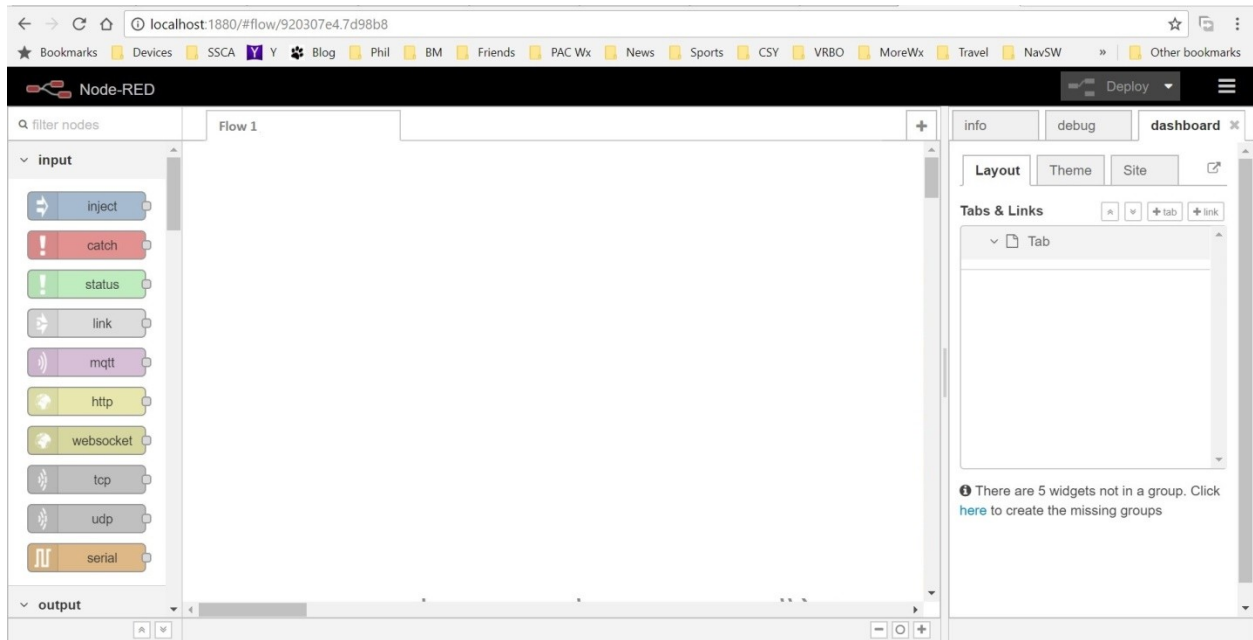 localhost:1880/#flow/920307e4.7d98b8
Bookmarks Devices SSCA Y Y Blog Phil BM Friends PAC Wx News Sports CSY VRBO MoreWx Travel NavSW » Other bookmarks
Node-RED Deploy
filter nodes Flow 1 + info debug dashboard
input
Layout Theme Site
inject
Tabs & Links +tab +link
catch
Tab
status
link
mqtt
http
websocket
tcp
There are 5 widgets not in a group. Click
here to create the missing groups
udp
serial
output